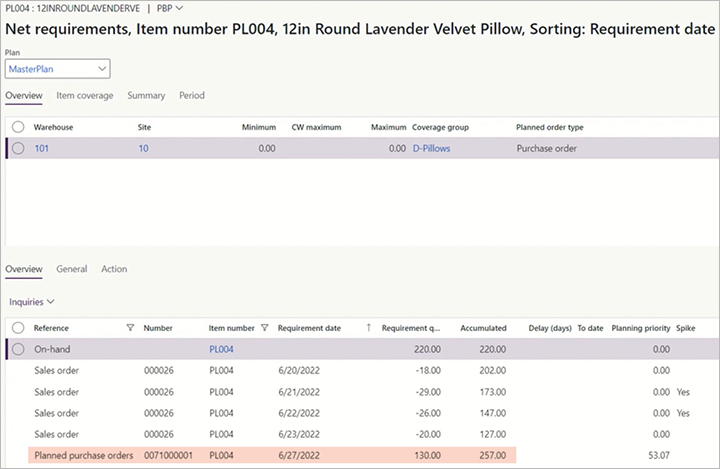 PL004 : 12INROUNDLAVENDERVE | PBP
Net requirements, Item number PL004, 12in Round Lavender Velvet Pillow, Sorting: Requirement date
Plan
MasterPlan
Overview Item coverage Summary Period
Warehouse Site Minimum CW maximum Maximum Coverage group Planned order type
101 10 0.00 0.00 D-Pillows Purchase order
Overview General Action
Inquiries
Reference Number Item number Requirement date Requirement q... Accumulated Delay (days) To date Planning priority Spike
On-hand PL004 220.00 220.00 0.00
Sales order 000026 PL004 6/20/2022 -18.00 202.00 0.00
Sales order 000026 PL004 6/21/2022 -29.00 173.00 0.00 Yes
Sales order 000026 PL004 6/22/2022 -26.00 147.00 0.00 Yes
Sales order 000026 PL004 6/23/2022 -20.00 127.00 0.00
Planned purchase orders 0071000001 PL004 6/27/2022 130.00 257.00 53.07